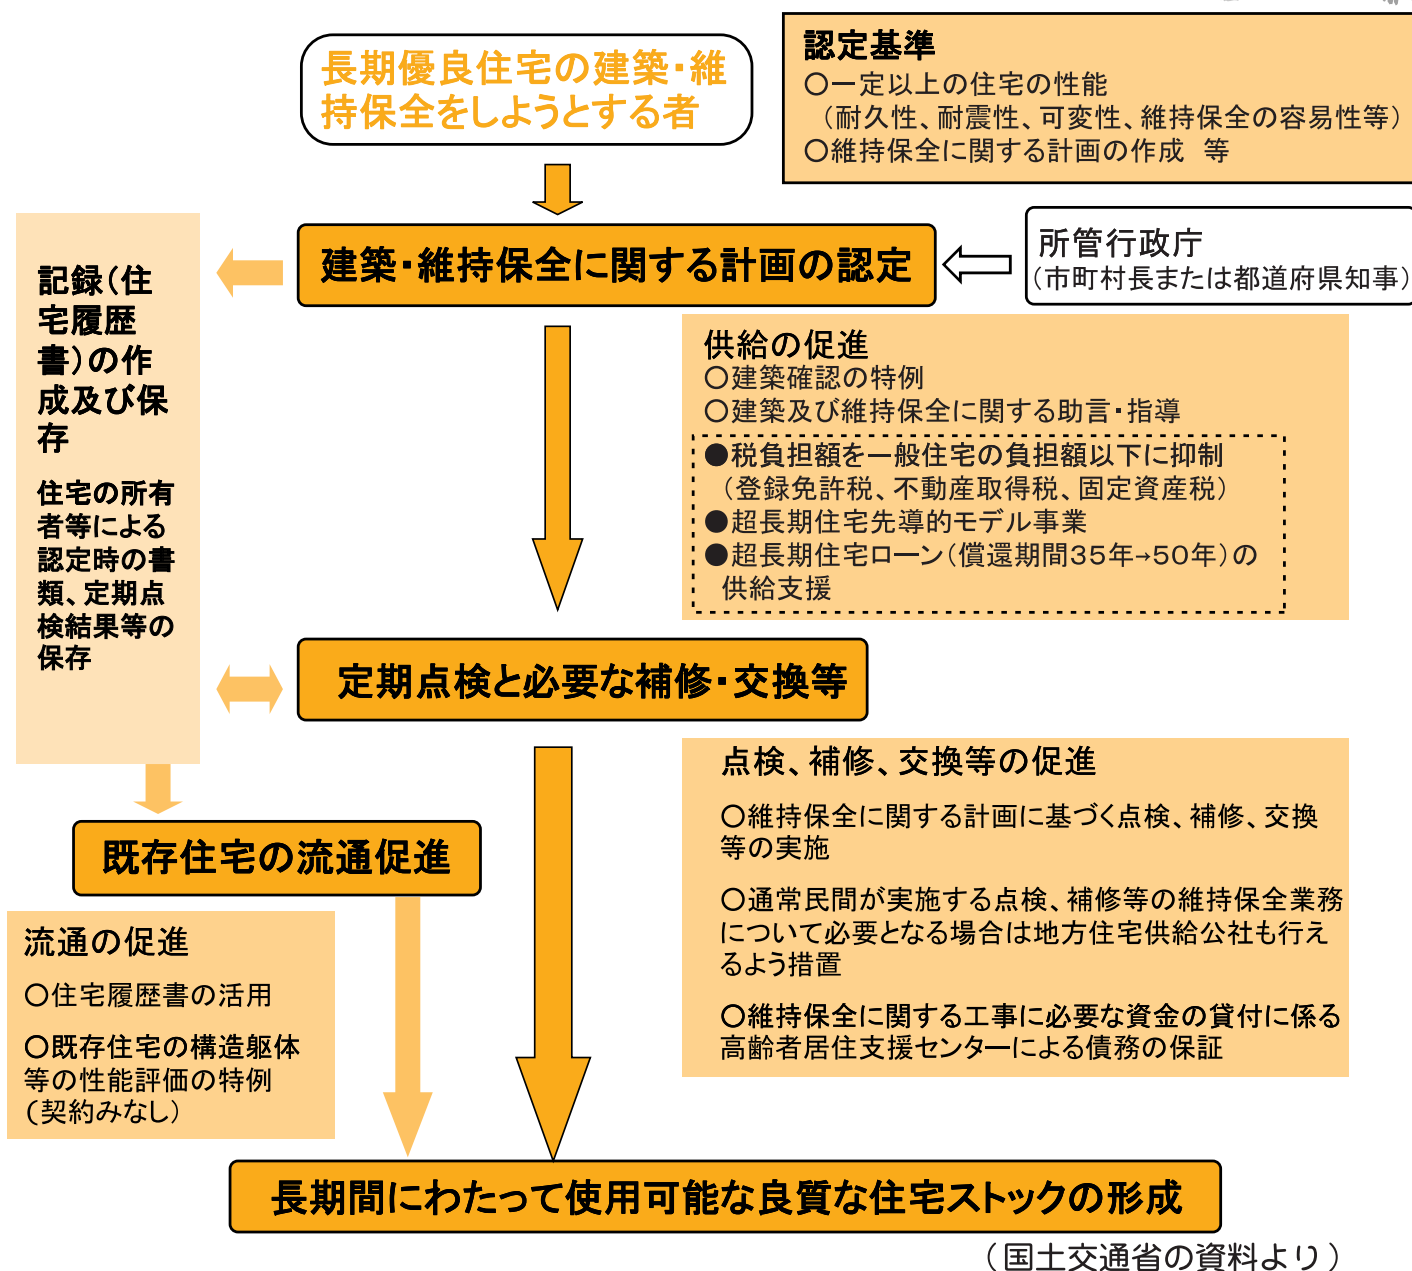 長期優良住宅の建築・維
持保全をしようとする者
認定基準
○一定以上の住宅の性能
（耐久性、耐震性、可変性、維持保全の容易性等）
○維持保全に関する計画の作成　等
建築・維持保全に関する計画の認定
所管行政庁
（市町村長または都道府県知事）
記録（住
宅履歴
書）の作
成及び保
存
住宅の所有
者等による
認定時の書
類、定期点
検結果等の
保存
供給の促進
○建築確認の特例
○建築及び維持保全に関する助言・指導
●税負担額を一般住宅の負担額以下に抑制
（登録免許税、不動産取得税、固定資産税）
●超長期住宅先導的モデル事業
●超長期住宅ローン（償還期間35年→50年）の
供給支援
定期点検と必要な補修・交換等
点検、補修、交換等の促進
○維持保全に関する計画に基づく点検、補修、交換
等の実施
○通常民間が実施する点検、補修等の維持保全業務
について必要となる場合は地方住宅供給公社も行え
るよう措置
○維持保全に関する工事に必要な資金の貸付に係る
高齢者居住支援センターによる債務の保証
既存住宅の流通促進
流通の促進
○住宅履歴書の活用
○既存住宅の構造躯体
等の性能評価の特例
（契約みなし）
長期間にわたって使用可能な良質な住宅ストックの形成
（国土交通省の資料より）